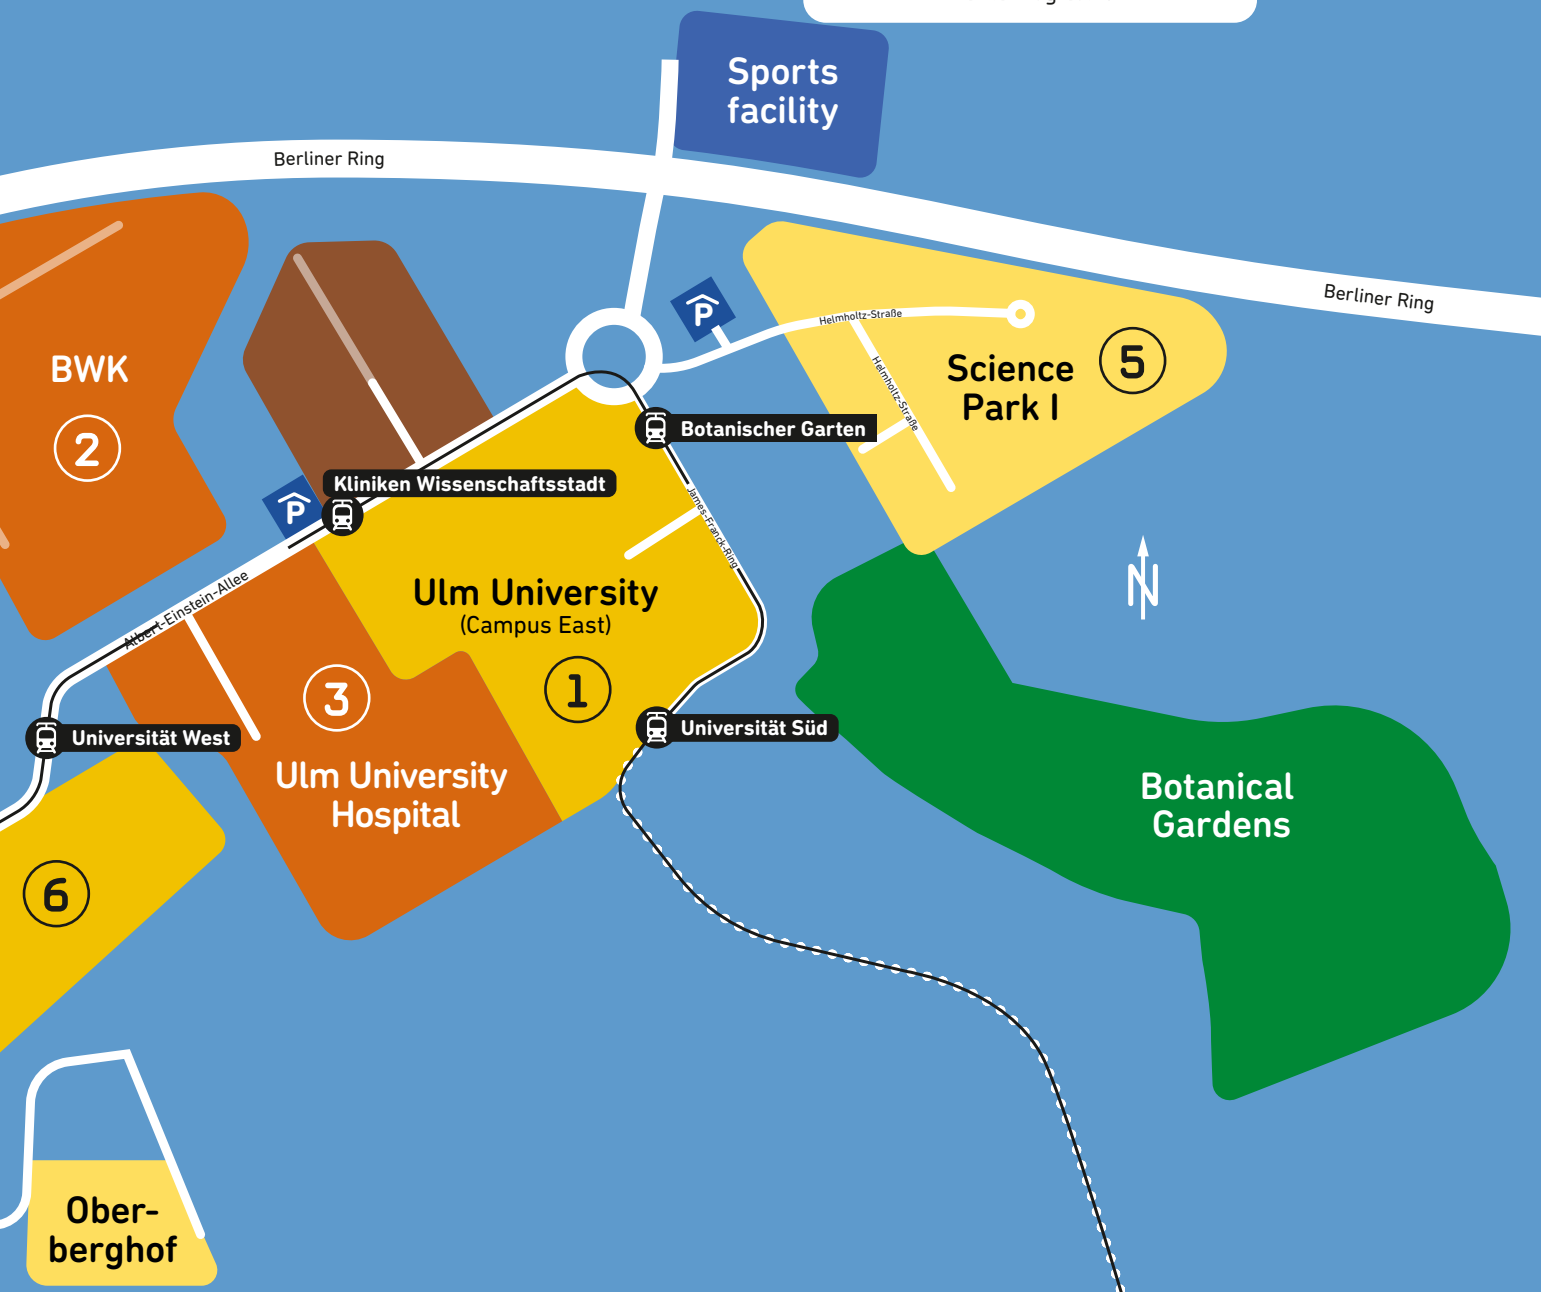 Sports
facility
Berliner Ring
Berliner Ring
P
Helmholtz-Straße
Helmholtz-Straße
BWK
2
Science
Park I
5
Botanischer Garten
Kliniken Wissenschaftsstadt
P
James-Franck-Ring
N
Albert-Einstein-Allee
Ulm University
(Campus East)
1
3
Universität West
Universität Süd
Ulm University
Hospital
Botanical
Gardens
6
Ober-
berghof